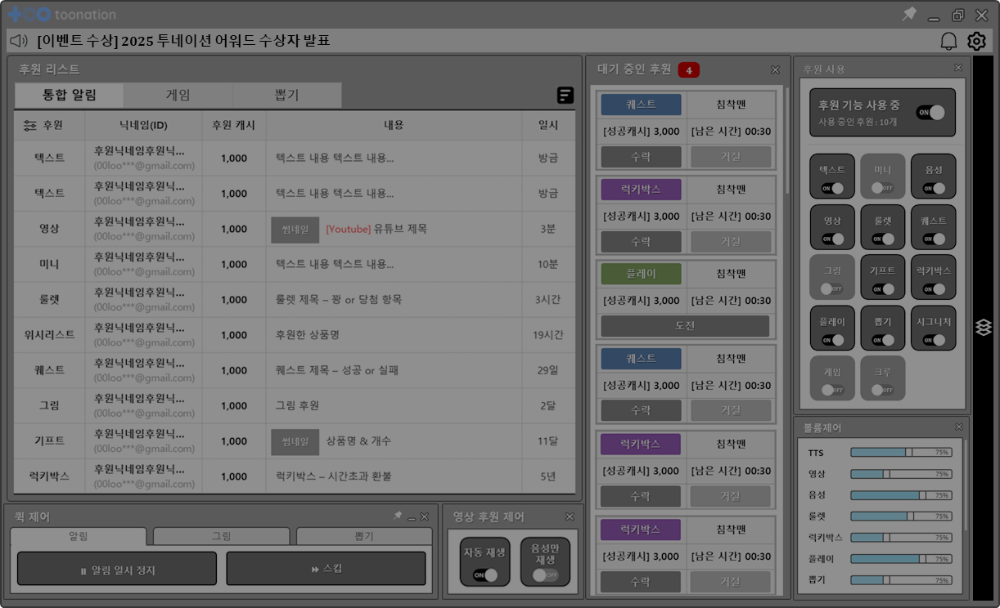 toonation
[이벤트 수상] 2025 투네이션 어워드 수상자 발표
후원 리스트
통합 알림 게임 뽑기
후원 닉네임(ID) 후원 캐시 내용 일시
텍스트 후원닉네임후원닉... 1,000 텍스트 내용 텍스트 내용... 방금
(00loo***@gmail.com)
텍스트 후원닉네임후원닉... 1,000 텍스트 내용 텍스트 내용... 방금
(00loo***@gmail.com)
영상 후원닉네임후원닉... 1,000 썸네일 [Youtube] 유튜브 제목 3분
(00loo***@gmail.com)
미니 후원닉네임후원닉... 1,000 텍스트 내용 텍스트 내용... 10분
(00loo***@gmail.com)
룰렛 후원닉네임후원닉... 1,000 룰렛 제목 – 꽝 or 당첨 항목 3시간
(00loo***@gmail.com)
위시리스트 후원닉네임후원닉... 1,000 후원한 상품명 19시간
(00loo***@gmail.com)
퀘스트 후원닉네임후원닉... 1,000 퀘스트 제목 – 성공 or 실패 29일
(00loo***@gmail.com)
그림 후원닉네임후원닉... 1,000 그림 후원 2달
(00loo***@gmail.com)
기프트 후원닉네임후원닉... 1,000 썸네일 상품명 & 개수 11달
(00loo***@gmail.com)
럭키박스 후원닉네임후원닉... 1,000 럭키박스 – 시간초과 환불 5년
(00loo***@gmail.com)
퀵 제어
알림 그림 뽑기
알림 일시 정지 스킵
영상 후원 제어
자동 재생 ON
음성만
재생 OFF
대기 중인 후원 4
퀘스트 침착맨
[성공캐시] 3,000 [남은 시간] 00:30
수락 거절
럭키박스 침착맨
[성공캐시] 3,000 [남은 시간] 00:30
수락 거절
플레이 침착맨
[성공캐시] 3,000 [남은 시간] 00:30
도전
퀘스트 침착맨
[성공캐시] 3,000 [남은 시간] 00:30
수락 거절
럭키박스 침착맨
[성공캐시] 3,000 [남은 시간] 00:30
수락 거절
럭키박스 침착맨
[성공캐시] 3,000 [남은 시간] 00:30
수락 거절
후원 사용
후원 기능 사용 중 ON
사용 중인 후원 : 10개
텍스트 미니 음성
ON OFF ON
영상 룰렛 퀘스트
ON ON ON
그림 기프트 럭키박스
OFF ON ON
플레이 뽑기 시그니처
ON ON ON
게임 크루
OFF OFF
볼륨제어
TTS 75%
영상 75%
음성 75%
룰렛 75%
럭키박스 75%
플레이 75%
뽑기 75%